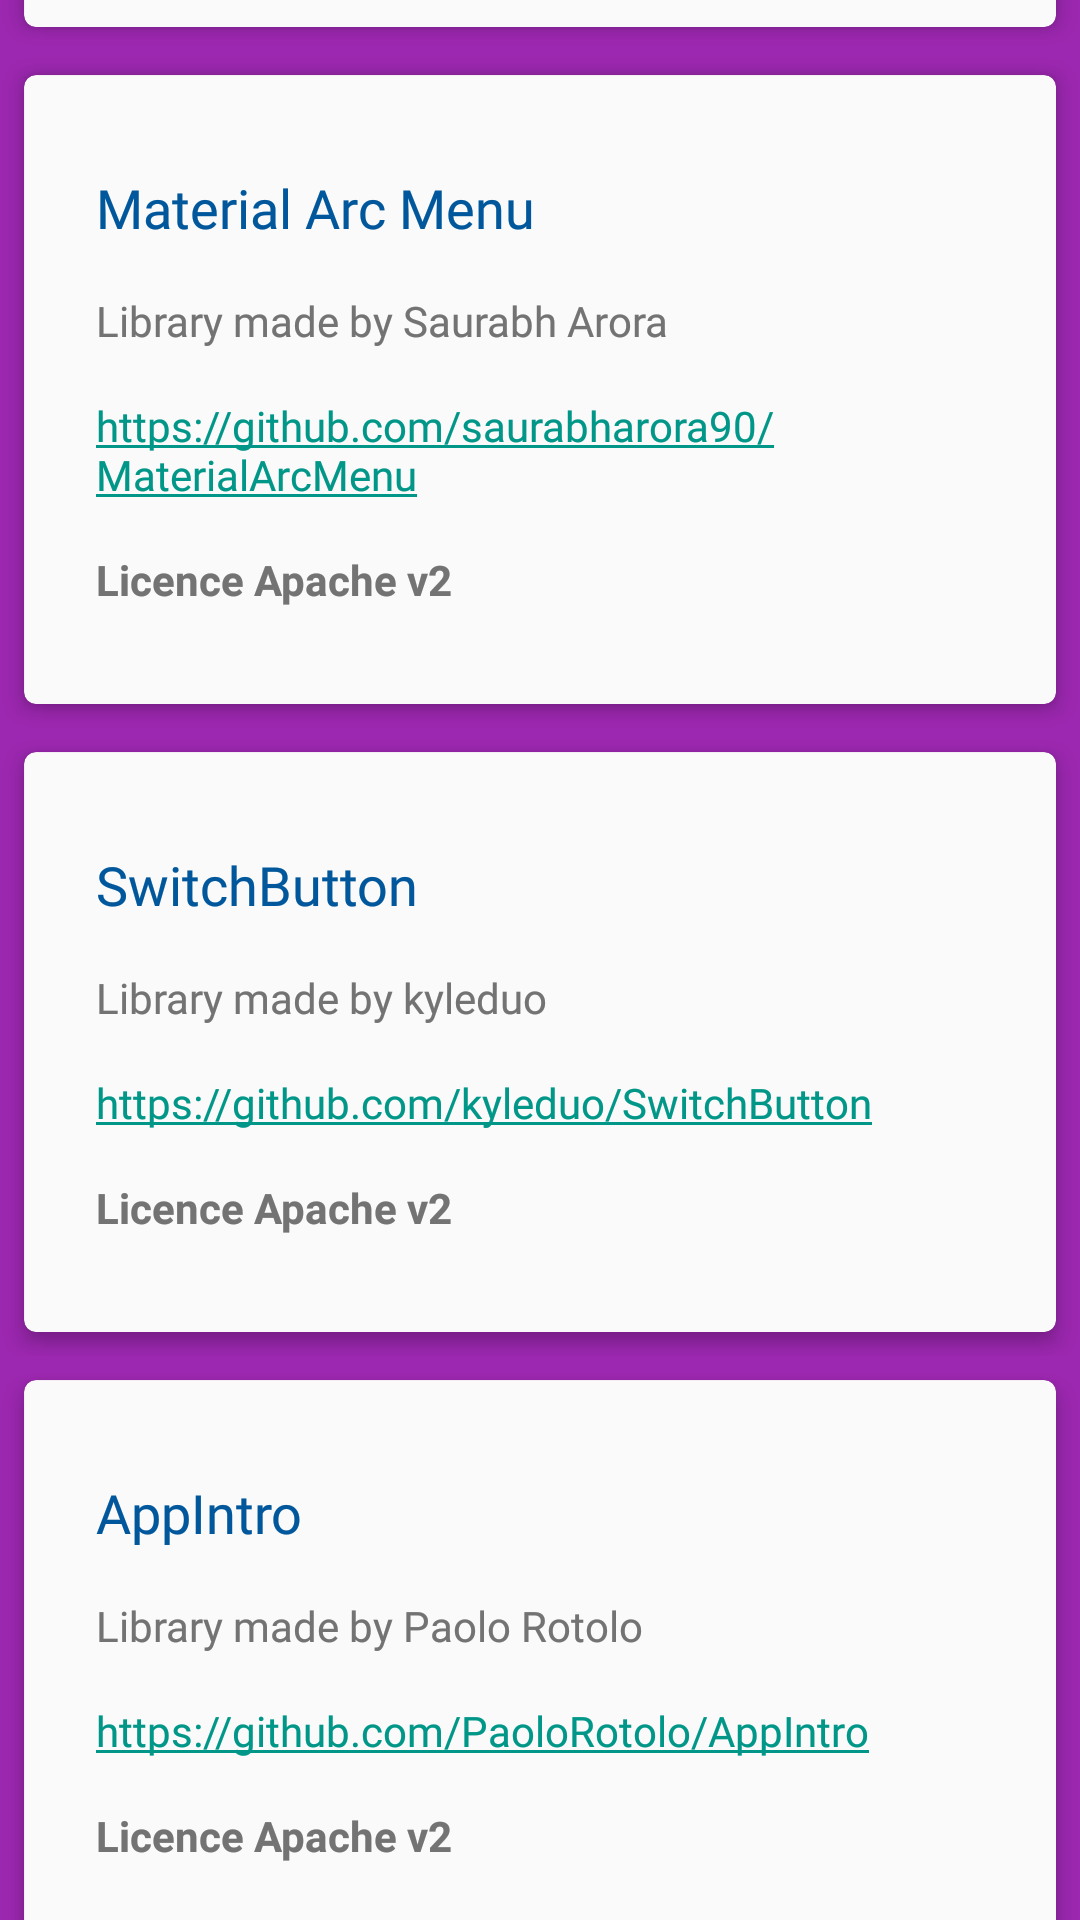 Material Arc Menu
Library made by Saurabh Arora
https://github.com/saurabharora90/
MaterialArcMenu
Licence Apache v2
SwitchButton
Library made by kyleduo
https://github.com/kyleduo/SwitchButton
Licence Apache v2
AppIntro
Library made by Paolo Rotolo
https://github.com/PaoloRotolo/AppIntro
Licence Apache v2